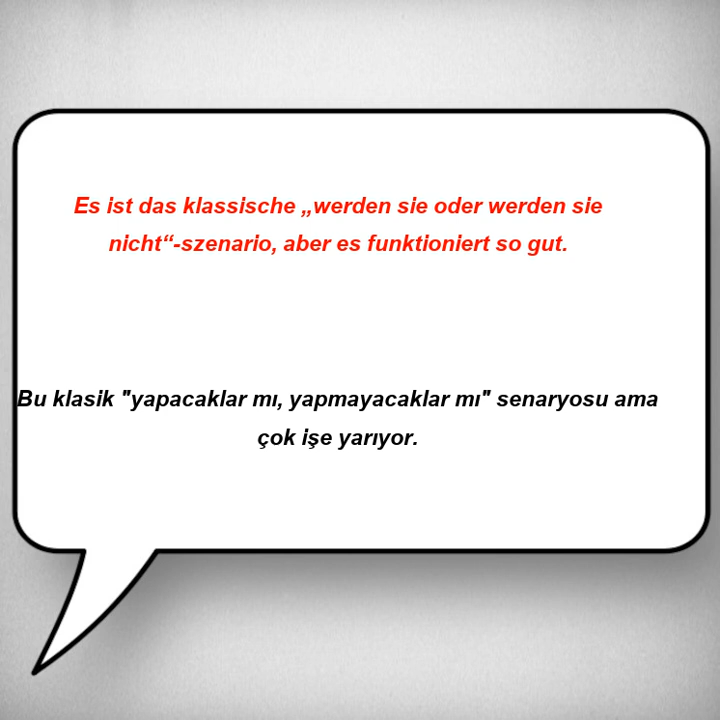 Es ist das klassische „werden sie oder werden sie
nicht“-szenario, aber es funktioniert so gut.
Bu klasik "yapacaklar mı, yapmayacaklar mı" senaryosu ama
çok işe yarıyor.